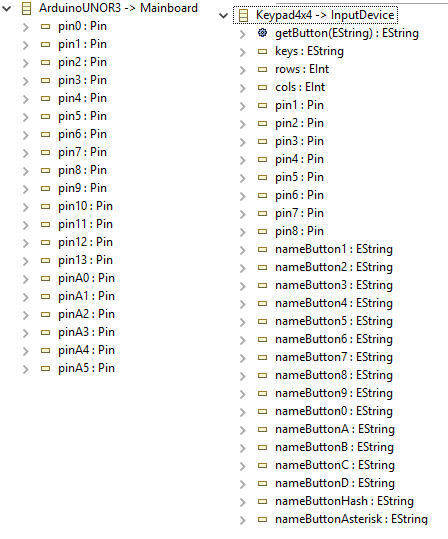 ArduinoUNOR3 -> Mainboard
pin0 : Pin
pin1 : Pin
pin2 : Pin
pin3 : Pin
pin4 : Pin
pin5 : Pin
pin6 : Pin
pin7 : Pin
pin8 : Pin
pin9 : Pin
pin10 : Pin
pin11 : Pin
pin12 : Pin
pin13 : Pin
pinA0 : Pin
pinA1 : Pin
pinA2 : Pin
pinA3 : Pin
pinA4 : Pin
pinA5 : Pin
Keypad4x4 -> InputDevice
getButton(EString) : EString
keys : EString
rows : EInt
cols : EInt
pin1 : Pin
pin2 : Pin
pin3 : Pin
pin4 : Pin
pin5 : Pin
pin6 : Pin
pin7 : Pin
pin8 : Pin
nameButton1 : EString
nameButton2 : EString
nameButton3 : EString
nameButton4 : EString
nameButton5 : EString
nameButton6 : EString
nameButton7 : EString
nameButton8 : EString
nameButton9 : EString
nameButton0 : EString
nameButtonA : EString
nameButtonB : EString
nameButtonC : EString
nameButtonD : EString
nameButtonHash : EString
nameButtonAsterisk : EString